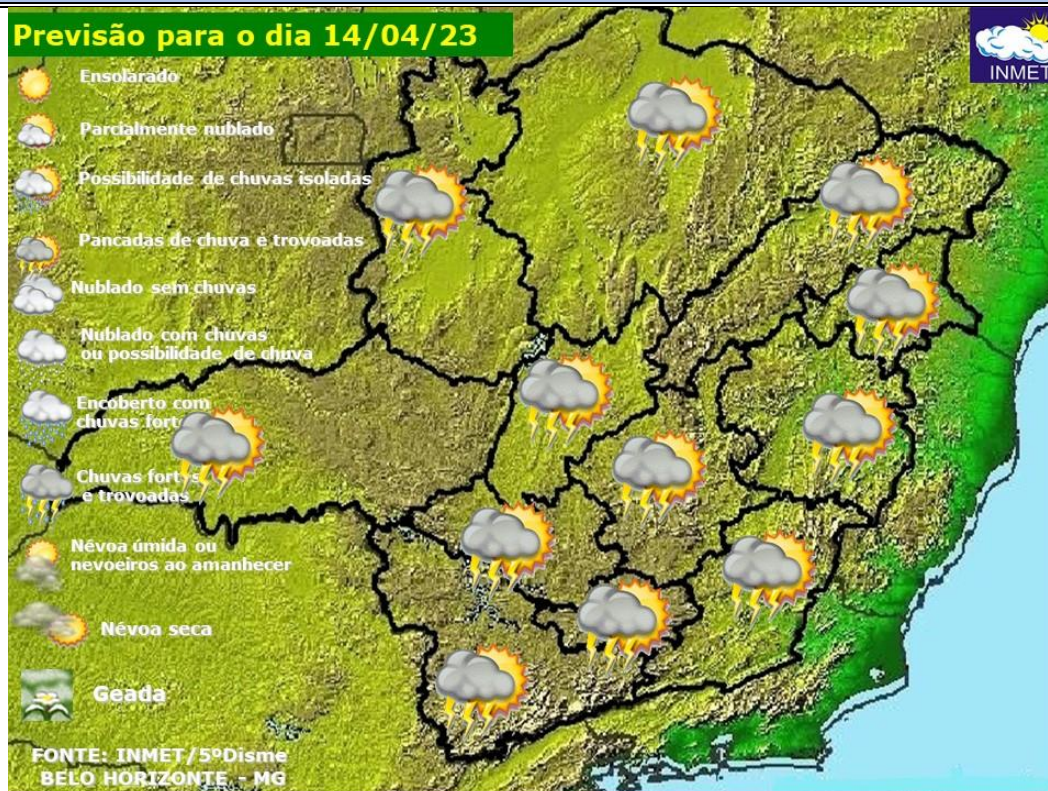 Previsão para o dia 14/04/23
INMET
Ensolarado
Parcialmente nublado
Possibilidade de chuvas isoladas
Pancadas de chuva e trovoadas
Nublado sem chuvas
Nublado com chuvas
ou possibilidade de chuva
Encoberto com
chuvas fort
Chuvas fortes
e trovoadas
Névoa úmida ou
nevoeiros ao amanhecer
Névoa seca
Geada
FONTE: INMET/5ºDisme
BELO HORIZONTE - MG